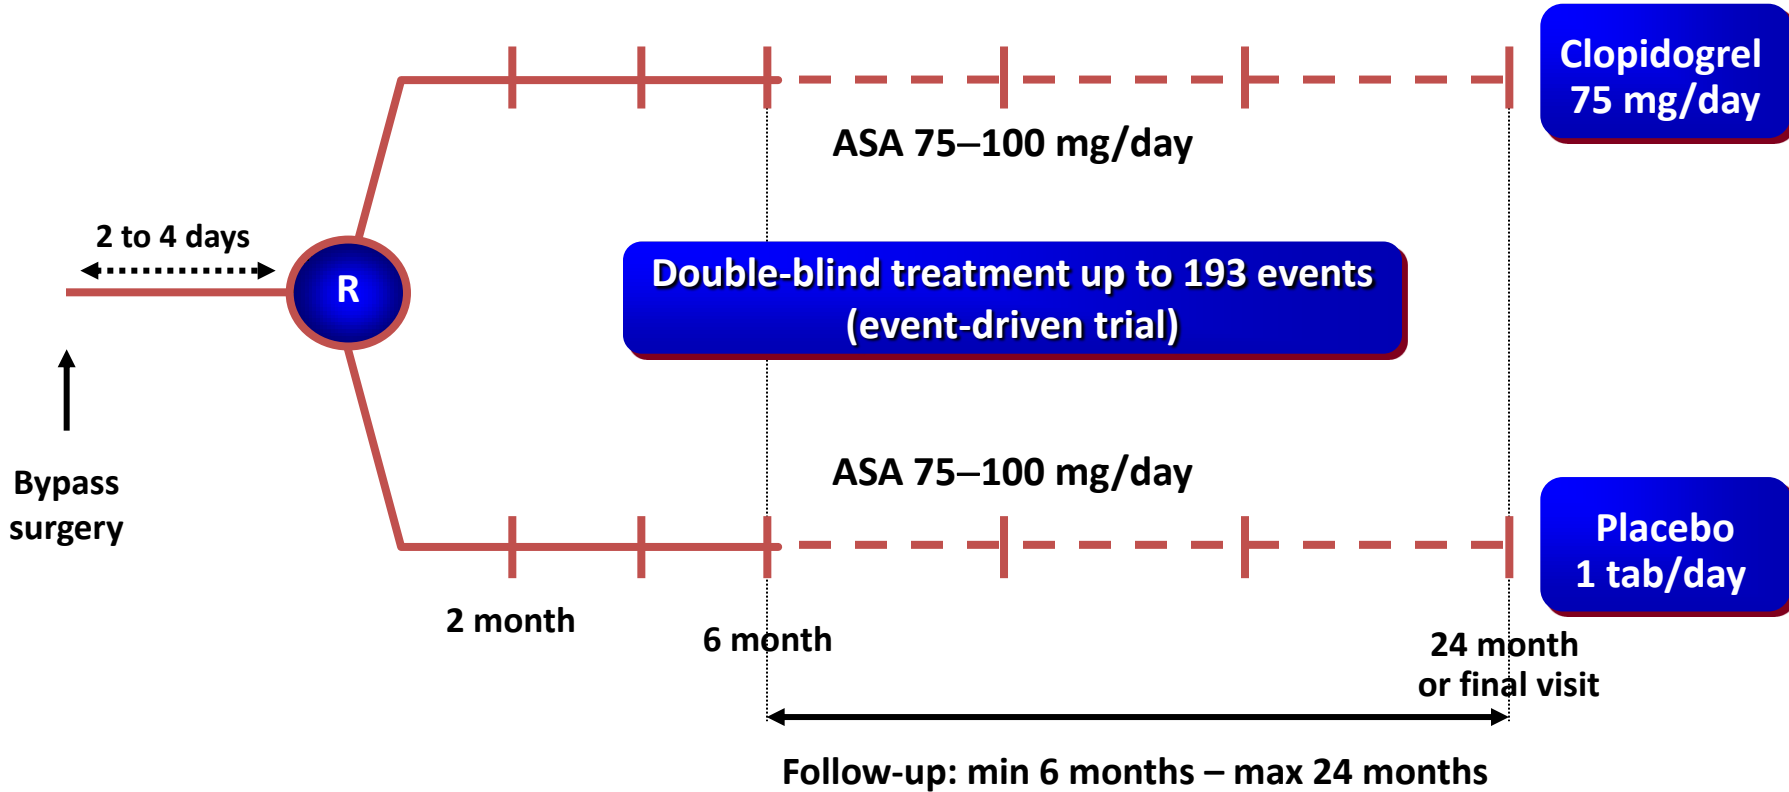 Clopidogrel
75 mg/day
ASA 75–100 mg/day
2 to 4 days
R
Double-blind treatment up to 193 events
(event-driven trial)
Bypass
surgery
ASA 75–100 mg/day
Placebo
1 tab/day
2 month
6 month
24 month
or final visit
Follow-up: min 6 months – max 24 months